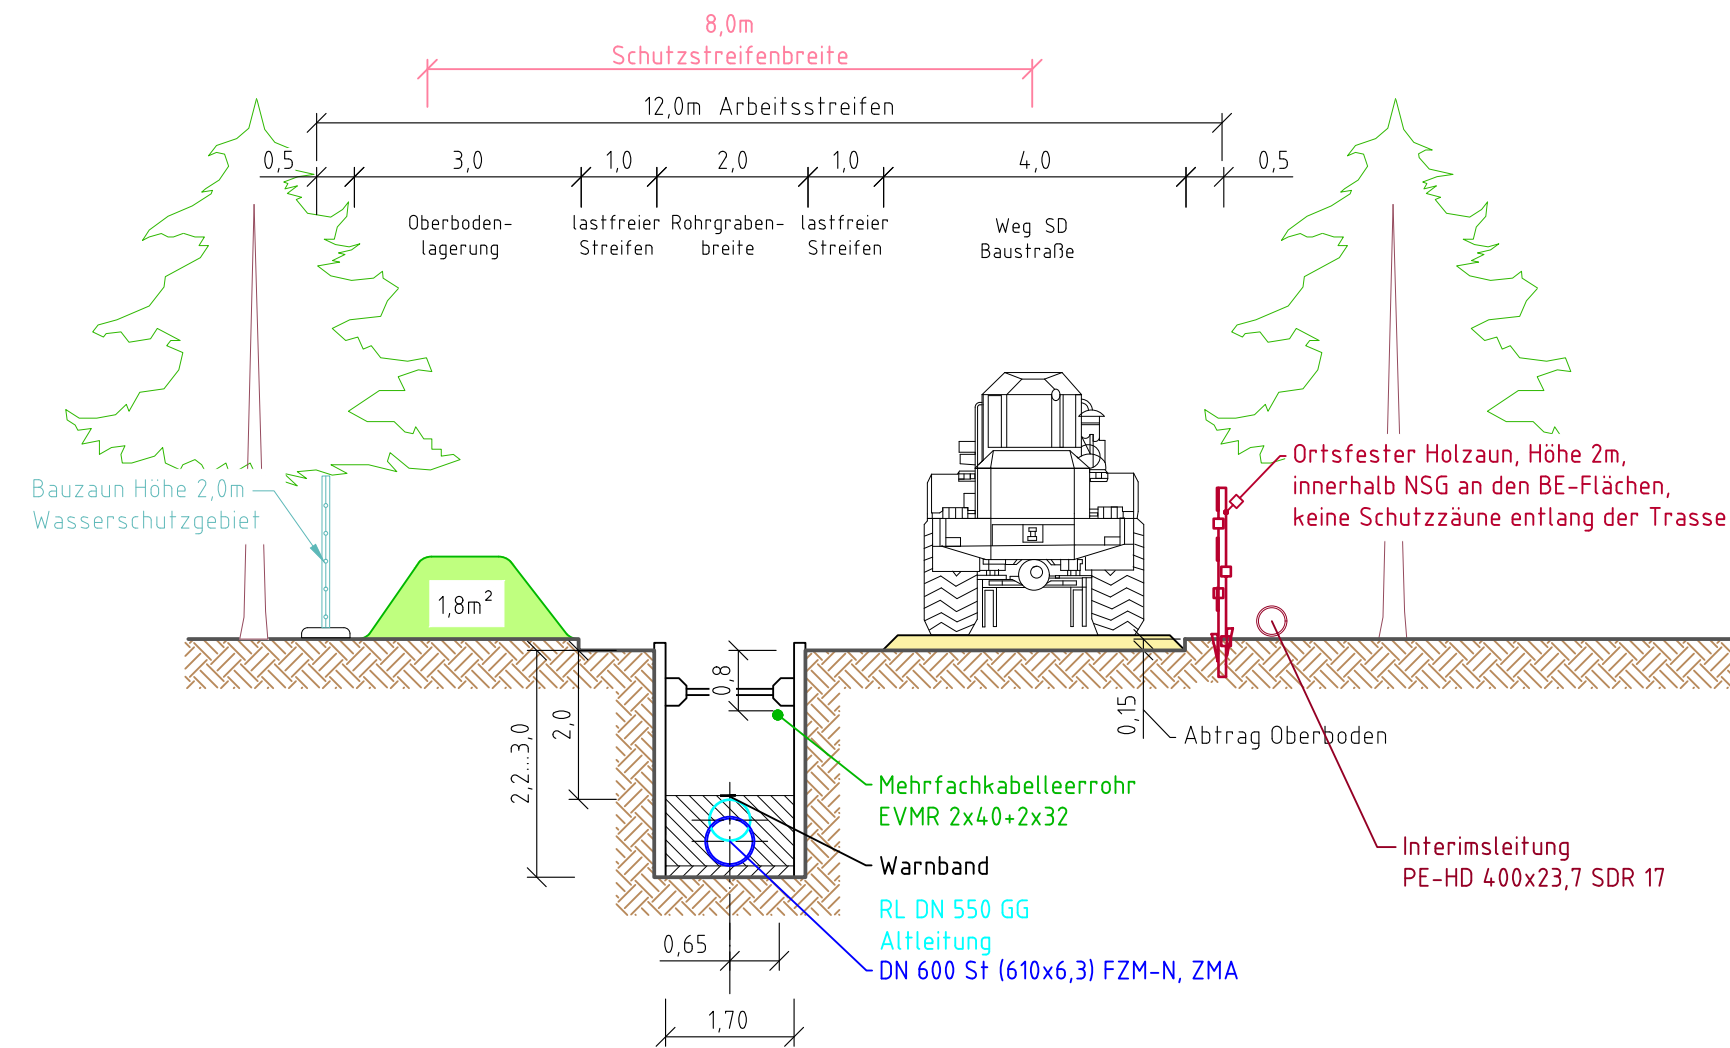 8,0m
Schutzstreifenbreite
12,0m Arbeitsstreifen
0,5
3,0
1,0
2,0
1,0
4,0
0,5
Oberboden-
lagerung
lastfreier
Streifen
Rohrgraben-
breite
lastfreier
Streifen
Weg SD
Baustraße
Bauzaun Höhe 2,0m
Wasserschutzgebiet
Ortsfester Holzaun, Höhe 2m,
innerhalb NSG an den BE-Flächen,
keine Schutzzäune entlang der Trasse
1,8m²
0,8
2,0
2,2...3,0
0,15
Abtrag Oberboden
Mehrfachkabelleerrohr
EVMR 2x40+2x32
Warnband
RL DN 550 GG
Altleitung
DN 600 St (610x6,3) FZM-N, ZMA
Interimsleitung
PE-HD 400x23,7 SDR 17
0,65
1,70